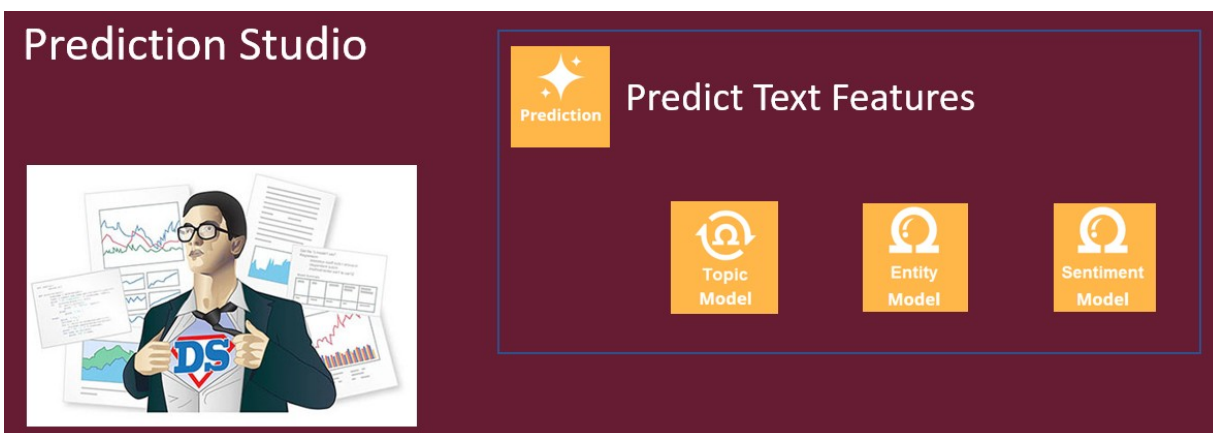 Prediction Studio
Prediction
Predict Text Features
Topic
Model
Entity
Model
Sentiment
Model
DS